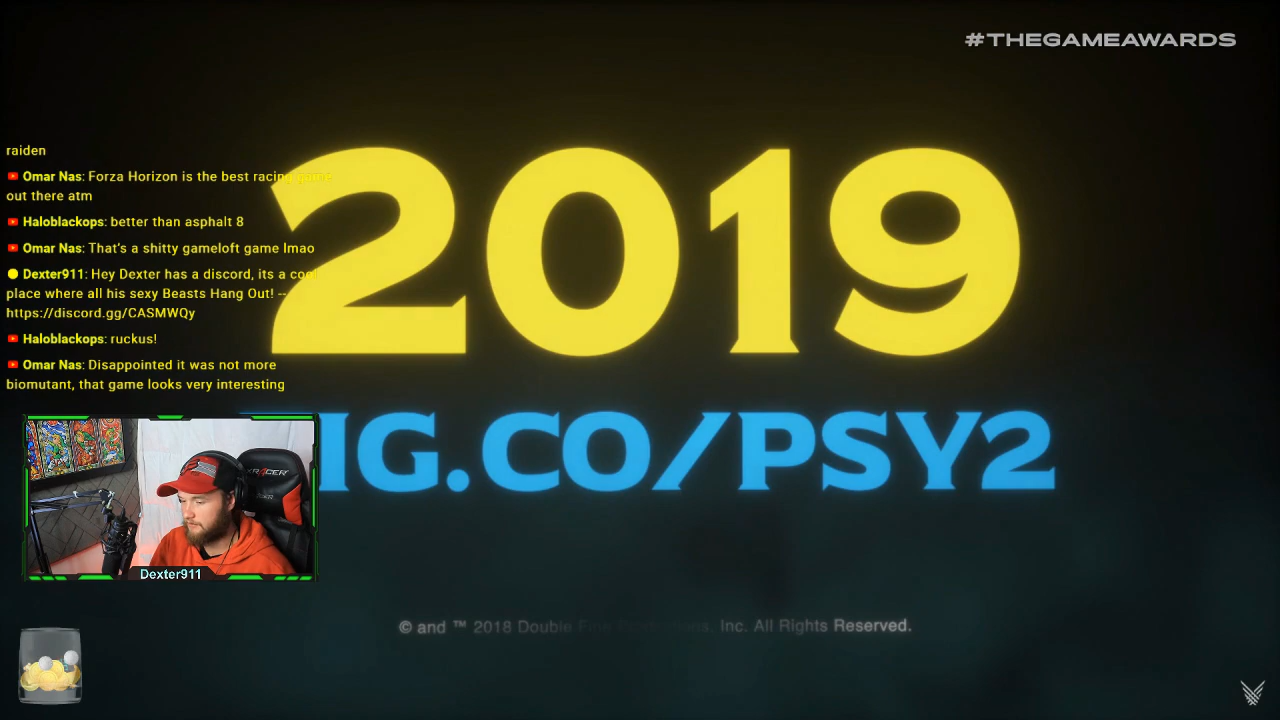 #THEGAMEAWARDS
2019
IG.CO/PSY2
raiden
Omar Nas: Forza Horizon is the best racing game
out there atm
Haloblackops: better than asphalt 8
Omar Nas: That's a shitty gameloft game lmao
Dexter911: Hey Dexter has a discord, its a cool
place where all his sexy Beasts Hang Out! --
https://discord.gg/CASMWQy
Haloblackops: ruckus!
Omar Nas: Disappointed it was not more
biomutant, that game looks very interesting
XRACER
Dexter911
© and ™ 2018 Double Fine Inc. All Rights Reserved.